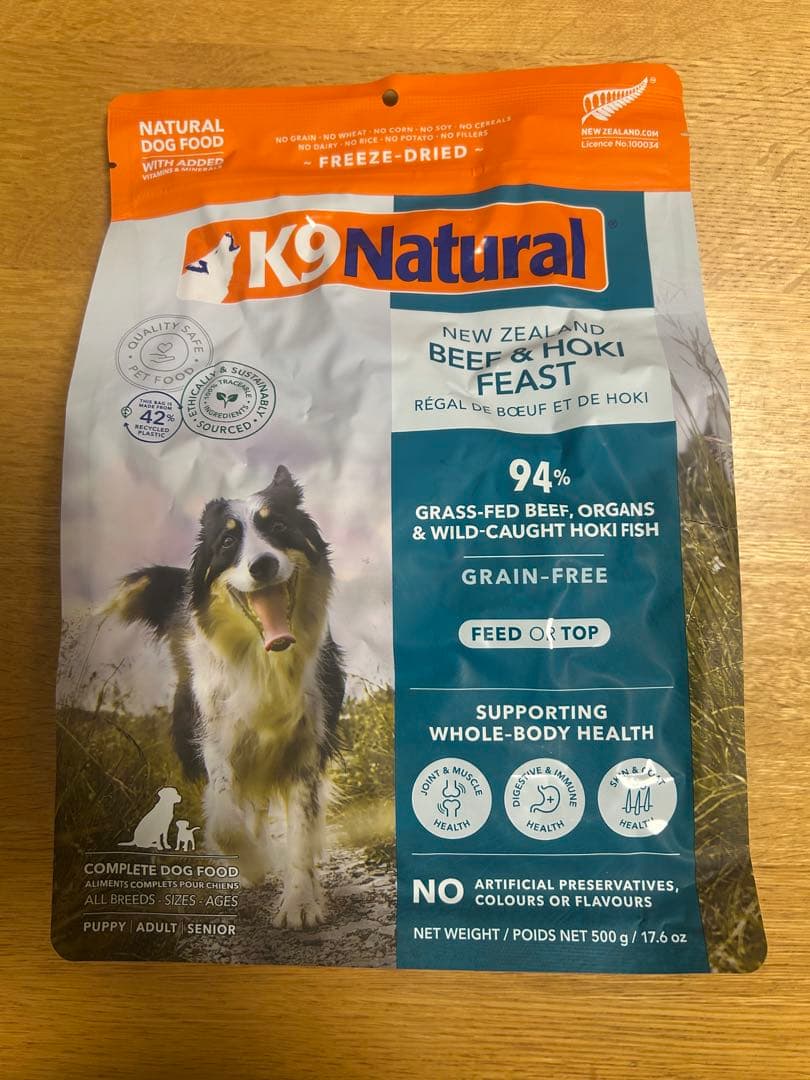 NATURAL
DOG FOOD
WITH ADDED
VITAMINS & MINERALS
NO GRAIN - NO WHEAT - NO CORN - NO SOY - NO CEREALS
NO DAIRY - NO RICE - NO POTATO - NO FILLERS
~ FREEZE-DRIED ~
NEW ZEALAND.COM
Licence No.100034
K9Natural
QUALITY SAFE
PET FOOD
THIS BAG IS
MADE FROM
42%
RECYCLED
PLASTIC
ETHICALLY & SUSTAINABLY
SOURCED
100% TRACEABLE
INGREDIENTS
NEW ZEALAND
BEEF & HOKI
FEAST
RÉGAL DE BŒUF ET DE HOKI
94%
GRASS-FED BEEF, ORGANS
& WILD-CAUGHT HOKI FISH
GRAIN-FREE
FEED OR TOP
SUPPORTING
WHOLE-BODY HEALTH
JOINT & MUSCLE
HEALTH
DIGESTIVE & IMMUNE
HEALTH
SKIN & COAT
HEALTH
COMPLETE DOG FOOD
ALIMENTS COMPLETS POUR CHIENS
ALL BREEDS - SIZES - AGES
PUPPY | ADULT | SENIOR
NO ARTIFICIAL PRESERVATIVES,
COLOURS OR FLAVOURS
NET WEIGHT / POIDS NET 500 g / 17.6 oz